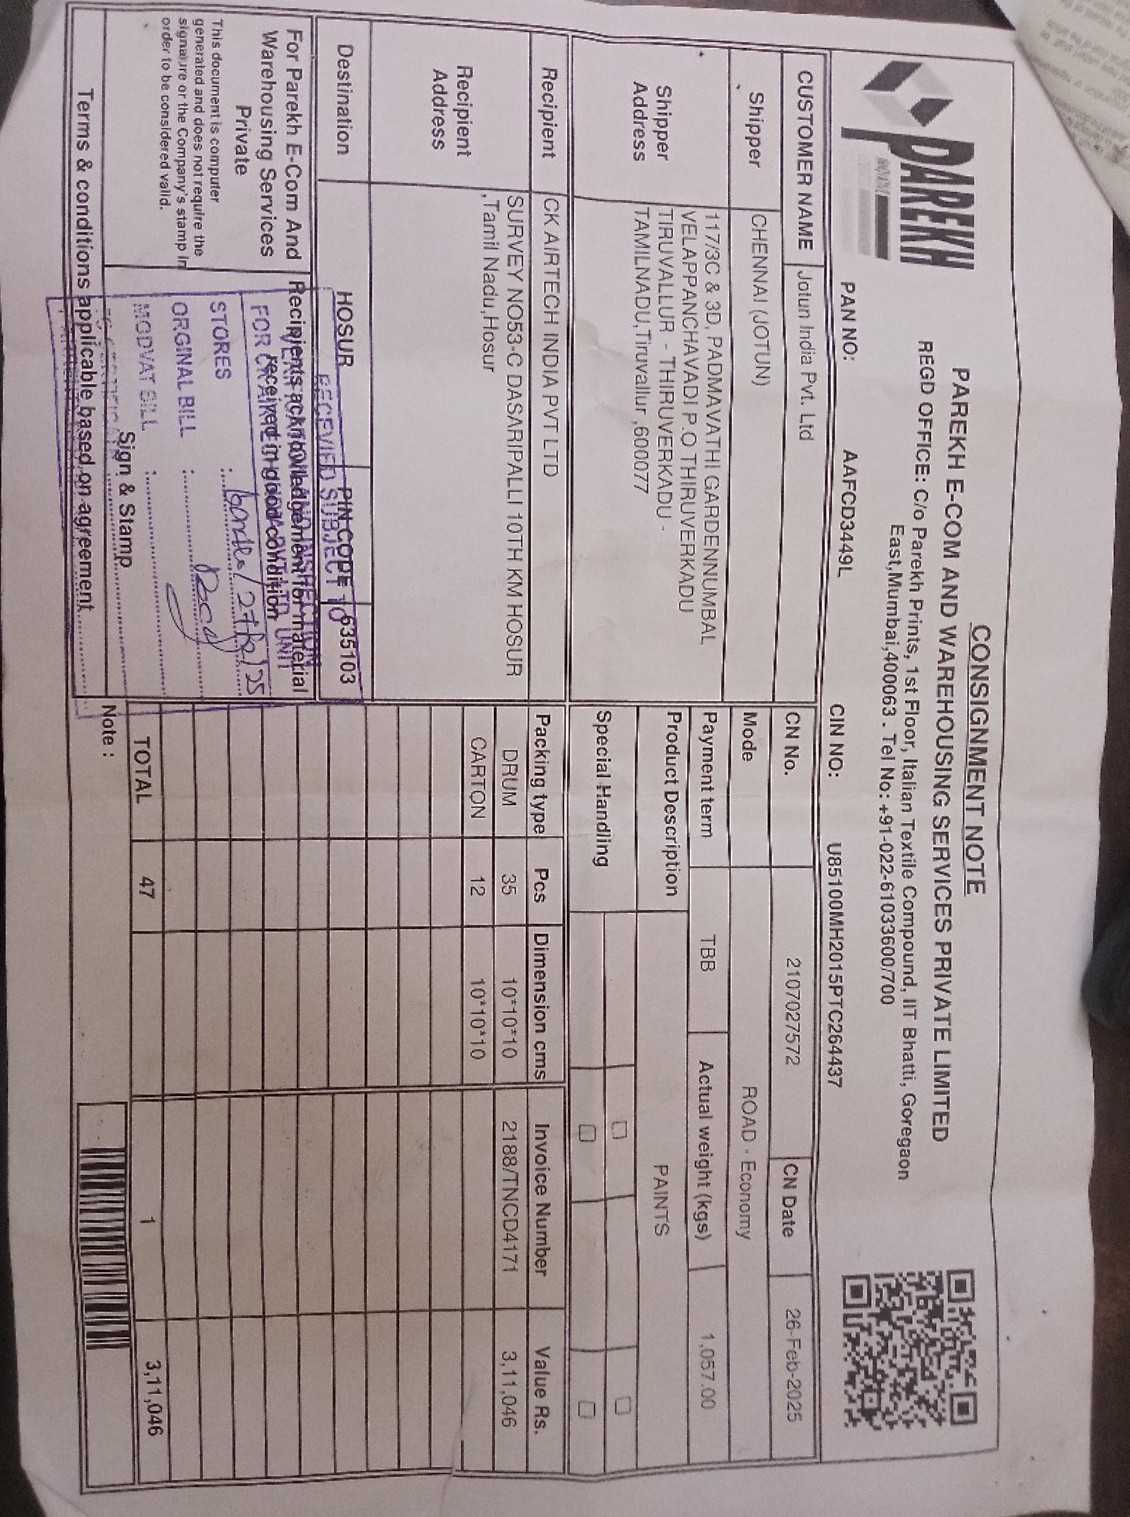 CONSIGNMENT NOTE
PAREKH
PAREKH E-COM AND WAREHOUSING SERVICES PRIVATE LIMITED
REGD OFFICE: C/o Parekh Prints, 1st Floor, Italian Textile Compound, IIT Bhatti, Goregaon
East,Mumbai,400063 . Tel No: +91-022-61033600/700
PAN NO: AAFCD3449L CIN NO: U85100MH2015PTC264437
CUSTOMER NAME Jotun India Pvt. Ltd CN No. 2107027572 CN Date 26-Feb-2025
Shipper CHENNAI (JOTUN) Mode ROAD - Economy
Shipper Address
117/3C & 3D, PADMAVATHI GARDENNUMBAL
VELAPPANCHAVADI P.O THIRUVERKADU
TIRUVALLUR - THIRUVERKADU -
TAMILNADU,Tiruvallur ,600077
Payment term TBB Actual weight (kgs) 1,057.00
Product Description PAINTS
Special Handling
Recipient CK AIRTECH INDIA PVT LTD
Recipient Address
SURVEY NO53-C DASARIPALLI 10TH KM HOSUR
,Tamil Nadu,Hosur
Destination HOSUR PIN CODE - 635103
Packing type Pcs Dimension cms Invoice Number Value Rs.
DRUM 35 10*10*10 2188/TNCD4171 3,11,046
CARTON 12 10*10*10
TOTAL 47 1 3,11,046
Note :
For Parekh E-Com And
Warehousing Services
Private
This document is computer
generated and does not require the
signature or the Company's stamp in
order to be considered valid.
Recipients acknowledgement for material
received in good condition
Sign & Stamp
RECEVIED SUBJECT TO
STORES :
ORGINAL BILL :
MODVAT BILL :
Terms & conditions applicable based on agreement